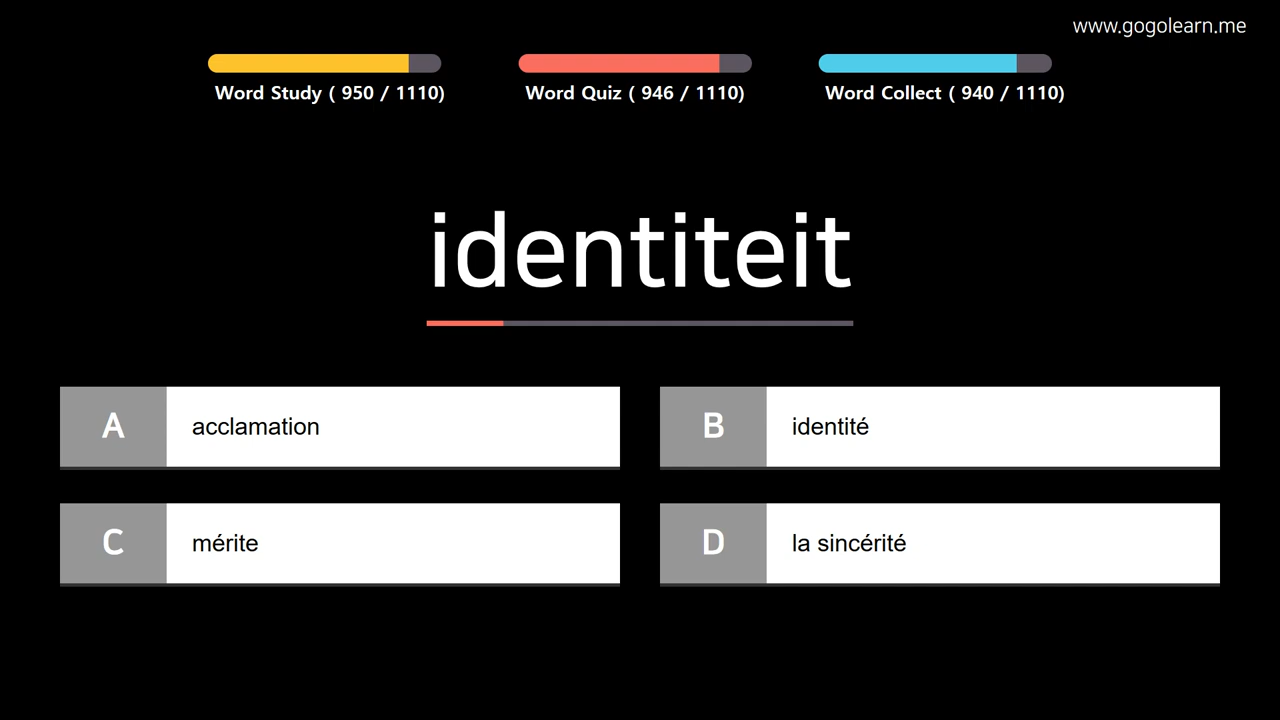 www.gogolearn.me
Word Study ( 950 / 1110)
Word Quiz ( 946 / 1110)
Word Collect ( 940 / 1110)
identiteit
A
acclamation
B
identité
C
mérite
D
la sincérité